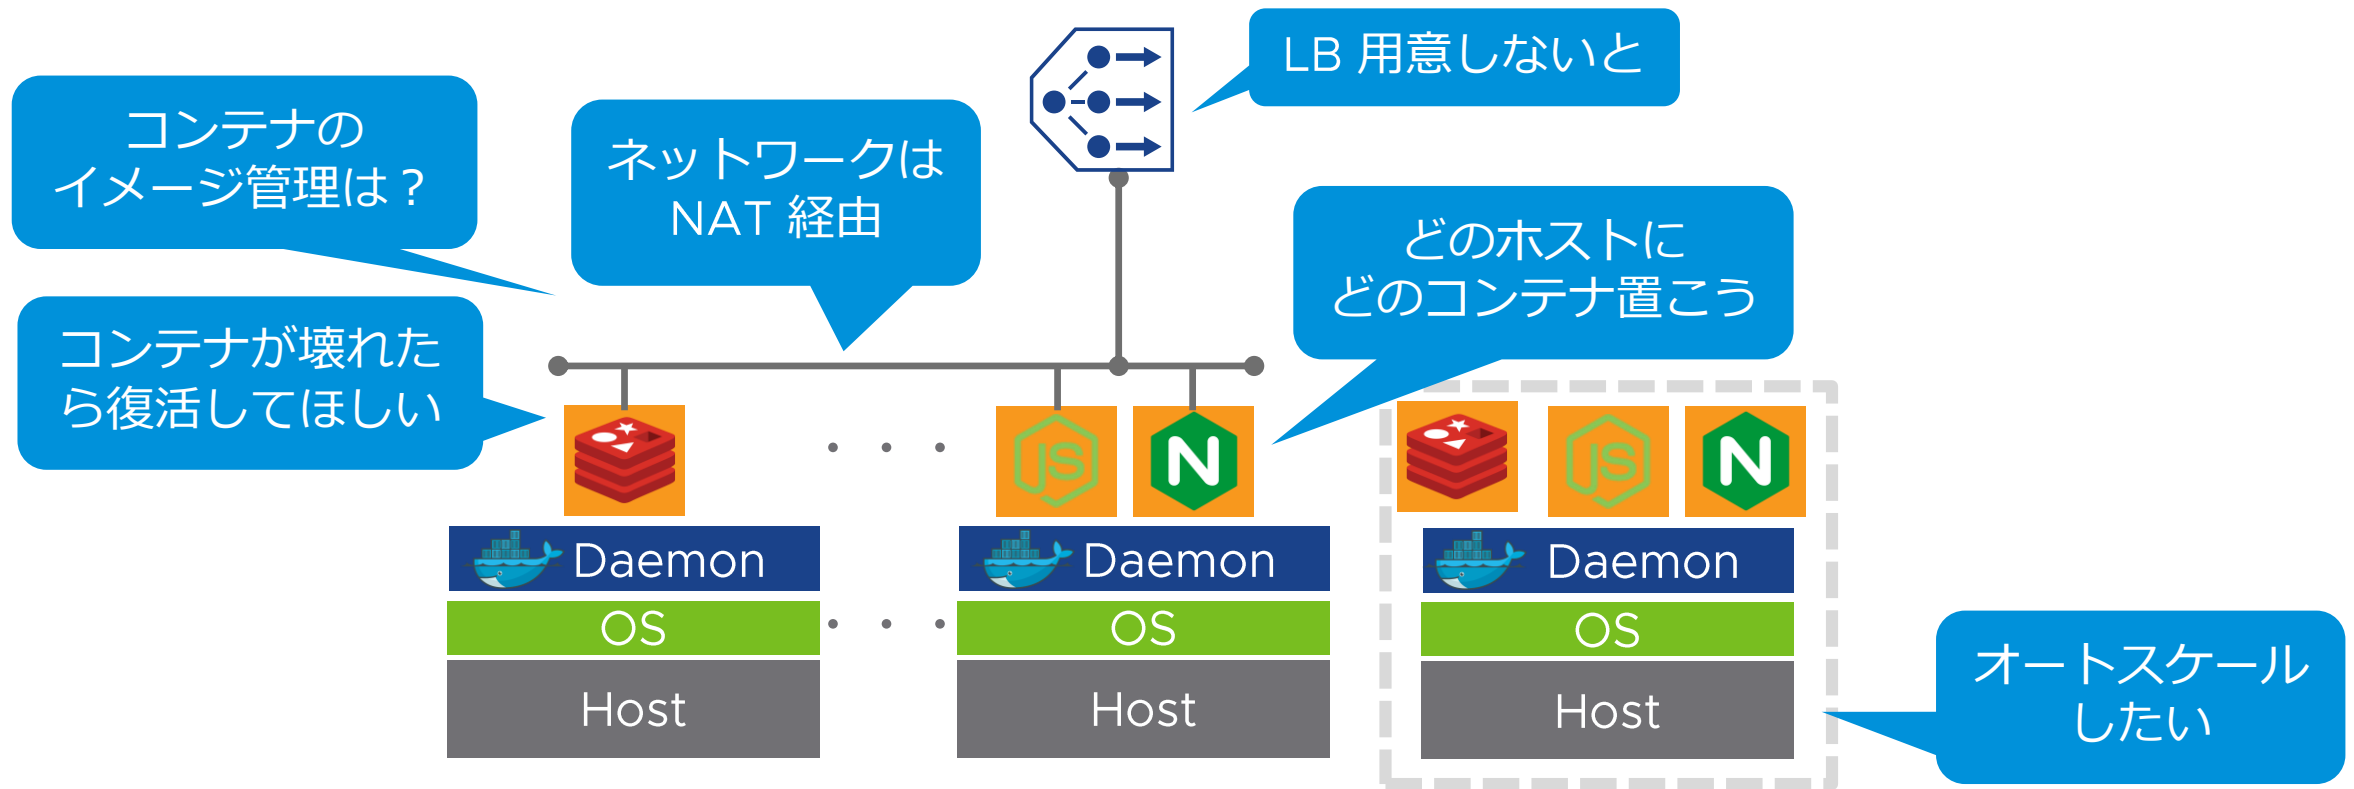 LB 用意しないと
コンテナの
イメージ管理は？
ネットワークは
NAT 経由
どのホストに
どのコンテナ置こう
コンテナが壊れた
ら復活してほしい
JS
N
JS
N
Daemon
Daemon
Daemon
OS
OS
OS
Host
Host
Host
オートスケール
したい